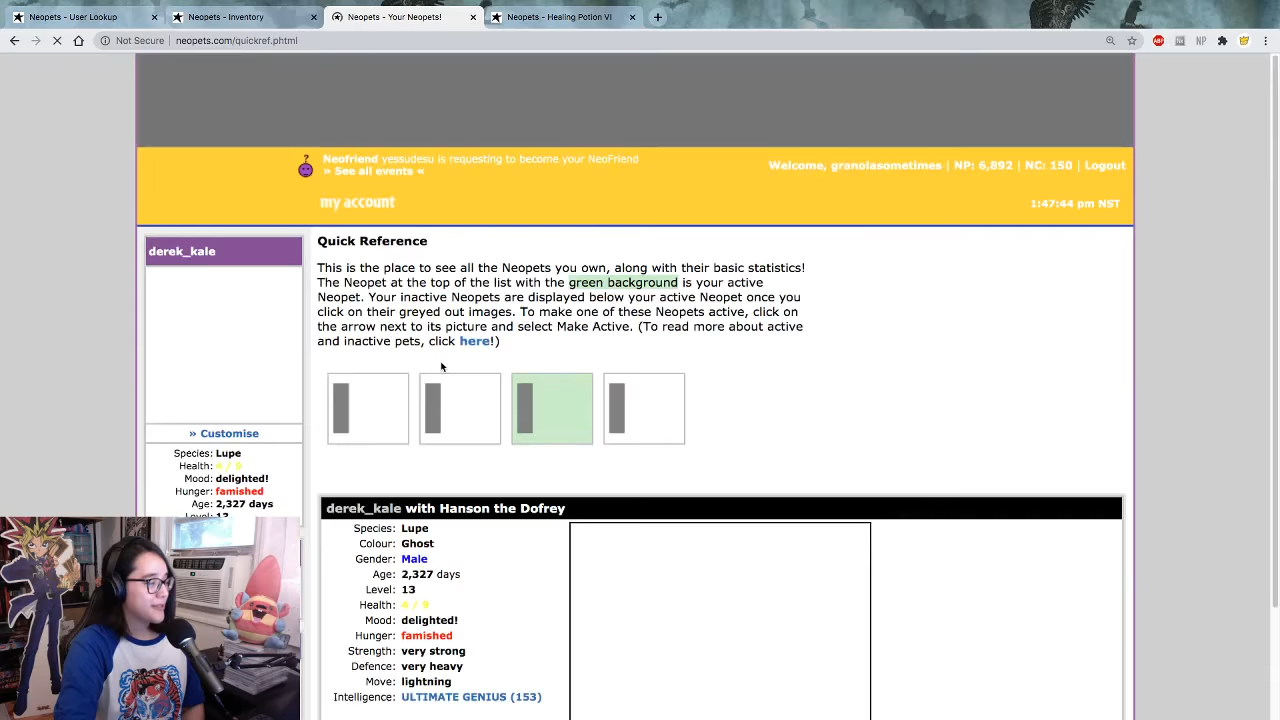 Neopets - User Lookup
Neopets - Inventory
Neopets - Your Neopets!
Neopets - Healing Potion VI
Not Secure | neopets.com/quickref.phtml
ABP
NP
Neofriend yessudesu is requesting to become your NeoFriend
» See all events «
Welcome, granolasometimes | NP: 6,892 | NC: 150 | Logout
my account
1:47:44 pm NST
derek_kale
» Customise
Species: Lupe
Health: 4 / 9
Mood: delighted!
Hunger: famished
Age: 2,327 days
Level: 13
Quick Reference
This is the place to see all the Neopets you own, along with their basic statistics!
The Neopet at the top of the list with the green background is your active
Neopet. Your inactive Neopets are displayed below your active Neopet once you
click on their greyed out images. To make one of these Neopets active, click on
the arrow next to its picture and select Make Active. (To read more about active
and inactive pets, click here!)
derek_kale with Hanson the Dofrey
Species: Lupe
Colour: Ghost
Gender: Male
Age: 2,327 days
Level: 13
Health: 4 / 9
Mood: delighted!
Hunger: famished
Strength: very strong
Defence: very heavy
Move: lightning
Intelligence: ULTIMATE GENIUS (153)